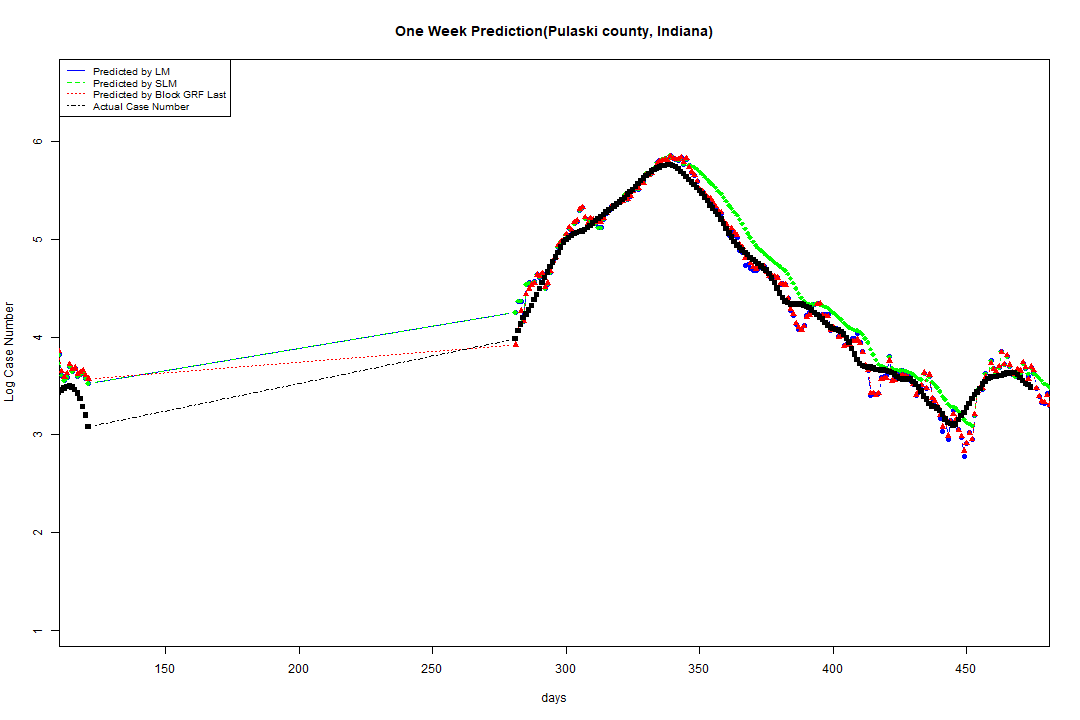 One Week Prediction(Pulaski county, Indiana)
Predicted by LM
Predicted by SLM
Predicted by Block GRF Last
Actual Case Number
6
5
4
3
2
1
Log Case Number
150 200 250 300 350 400 450
days